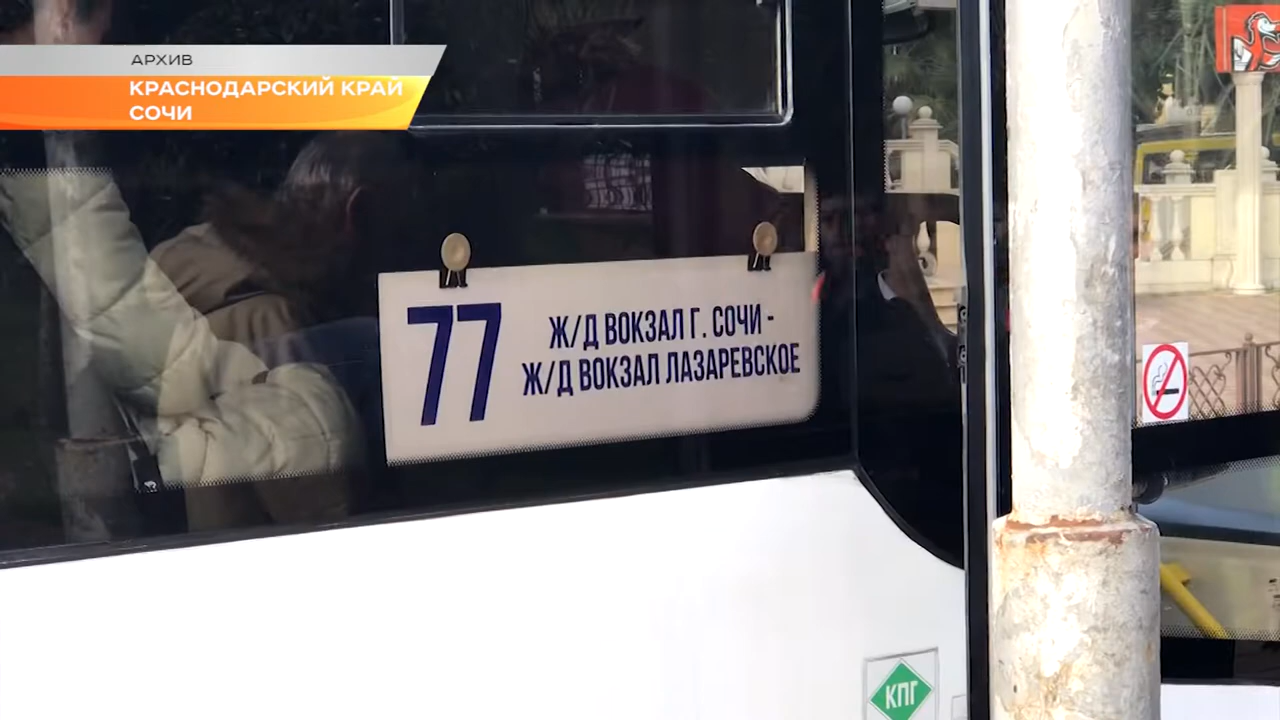 АРХИВ
КРАСНОДАРСКИЙ КРАЙ
СОЧИ
77
Ж/Д ВОКЗАЛ Г. СОЧИ -
Ж/Д ВОКЗАЛ ЛАЗАРЕВСКОЕ
КПГ